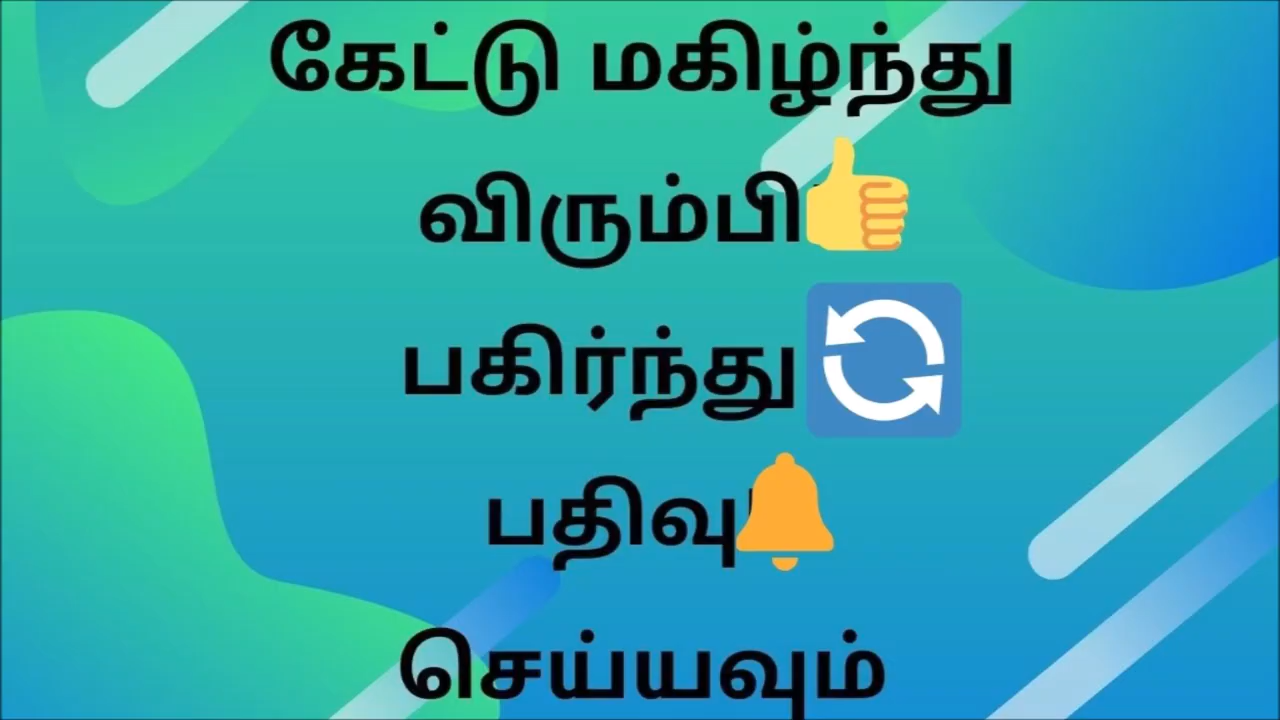 கேட்டு மகிழ்ந்து
விரும்பி
பகிர்ந்து
பதிவு
செய்யவும்